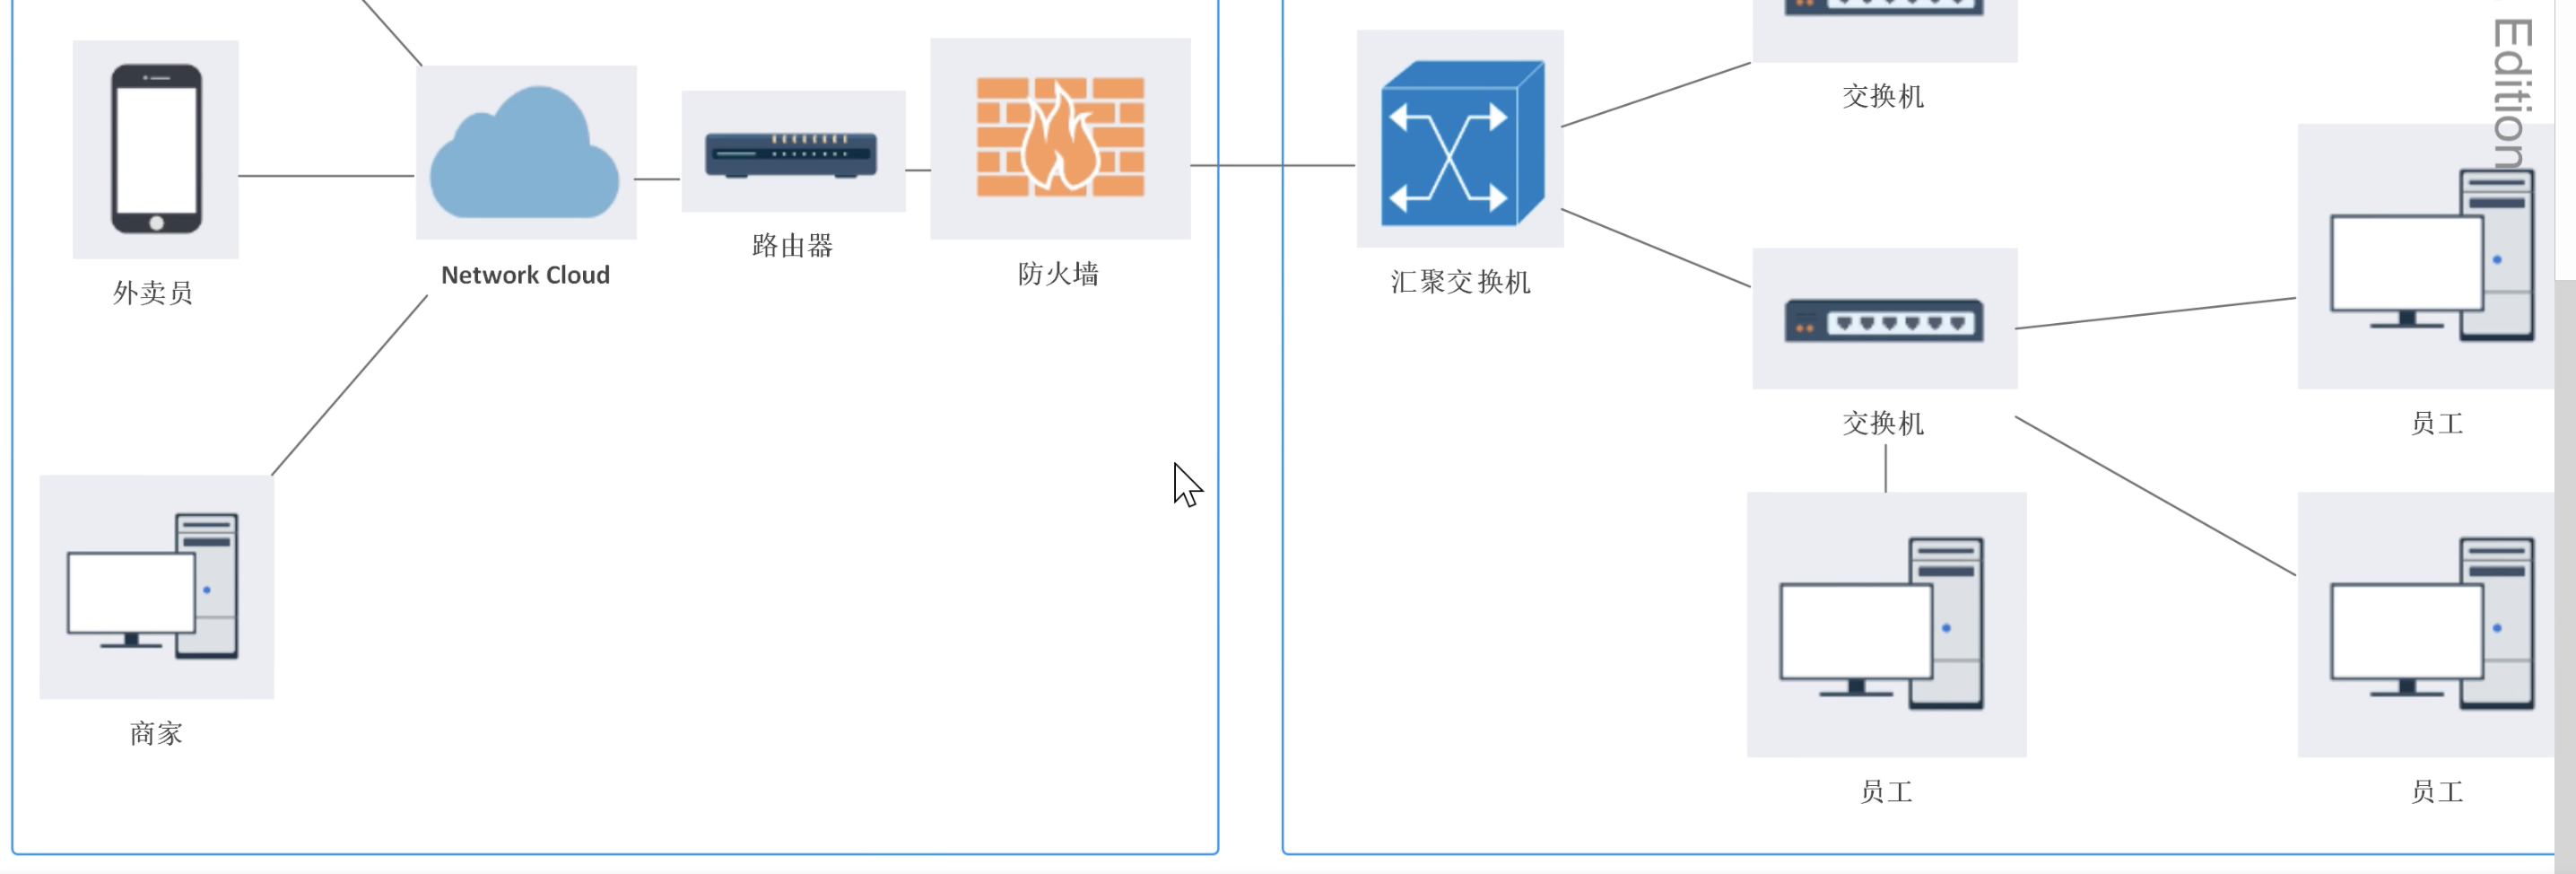 Edition
交换机
路由器
防火墙
Network Cloud
外卖员
汇聚交换机
交换机
员工
商家
员工
员工